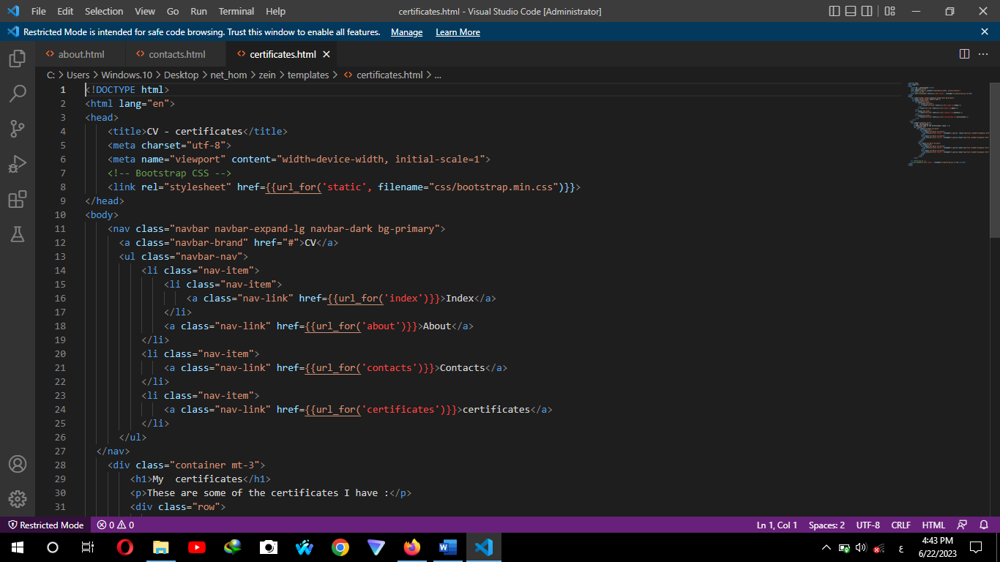 File Edit Selection View Go Run Terminal Help certificates.html - Visual Studio Code [Administrator]
Restricted Mode is intended for safe code browsing. Trust this window to enable all features. Manage Learn More
about.html contacts.html certificates.html
C: > Users > Windows.10 > Desktop > net_hom > zein > templates > certificates.html > ...
1 <!DOCTYPE html>
2 <html lang="en">
3 <head>
4 <title>CV - certificates</title>
5 <meta charset="utf-8">
6 <meta name="viewport" content="width=device-width, initial-scale=1">
7 <!-- Bootstrap CSS -->
8 <link rel="stylesheet" href={{url_for('static', filename="css/bootstrap.min.css")}}>
9 </head>
10 <body>
11 <nav class="navbar navbar-expand-lg navbar-dark bg-primary">
12 <a class="navbar-brand" href="#">CV</a>
13 <ul class="navbar-nav">
14 <li class="nav-item">
15 <li class="nav-item">
16 <a class="nav-link" href={{url_for('index')}}>Index</a>
17 </li>
18 <a class="nav-link" href={{url_for('about')}}>About</a>
19 </li>
20 <li class="nav-item">
21 <a class="nav-link" href={{url_for('contacts')}}>Contacts</a>
22 </li>
23 <li class="nav-item">
24 <a class="nav-link" href={{url_for('certificates')}}>certificates</a>
25 </li>
26 </ul>
27 </nav>
28 <div class="container mt-3">
29 <h1>My  certificates</h1>
30 <p>These are some of the certificates I have :</p>
31 <div class="row">
Restricted Mode 0 0 Ln 1, Col 1 Spaces: 2 UTF-8 CRLF HTML
ع 4:43 PM
6/22/2023